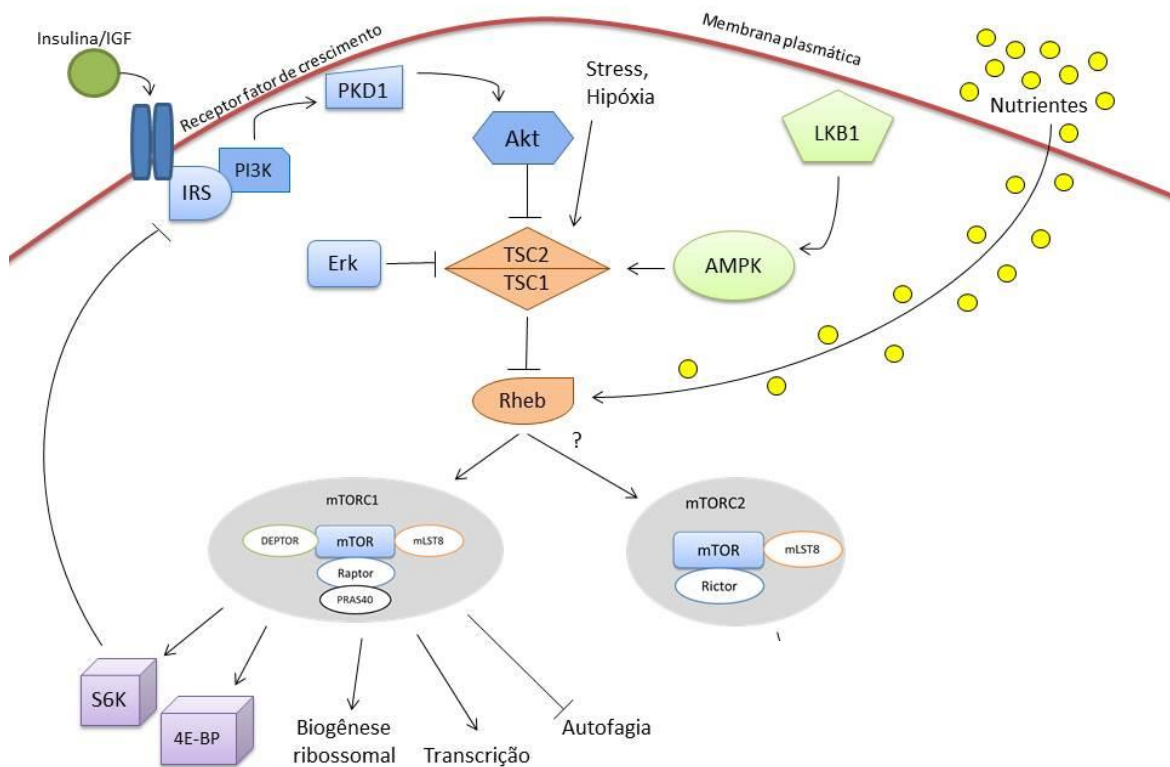 Insulina/IGF
Receptor fator de crescimento
Membrana plasmática
Nutrientes
PKD1
Stress,
Hipóxia
Akt
LKB1
PI3K
IRS
Erk
TSC2
TSC1
AMPK
Rheb
?
mTORC1
DEPTOR
mTOR
mLST8
Raptor
PRAS40
mTORC2
mTOR
mLST8
Rictor
S6K
4E-BP
Biogênese
ribossomal
Transcrição
Autofagia